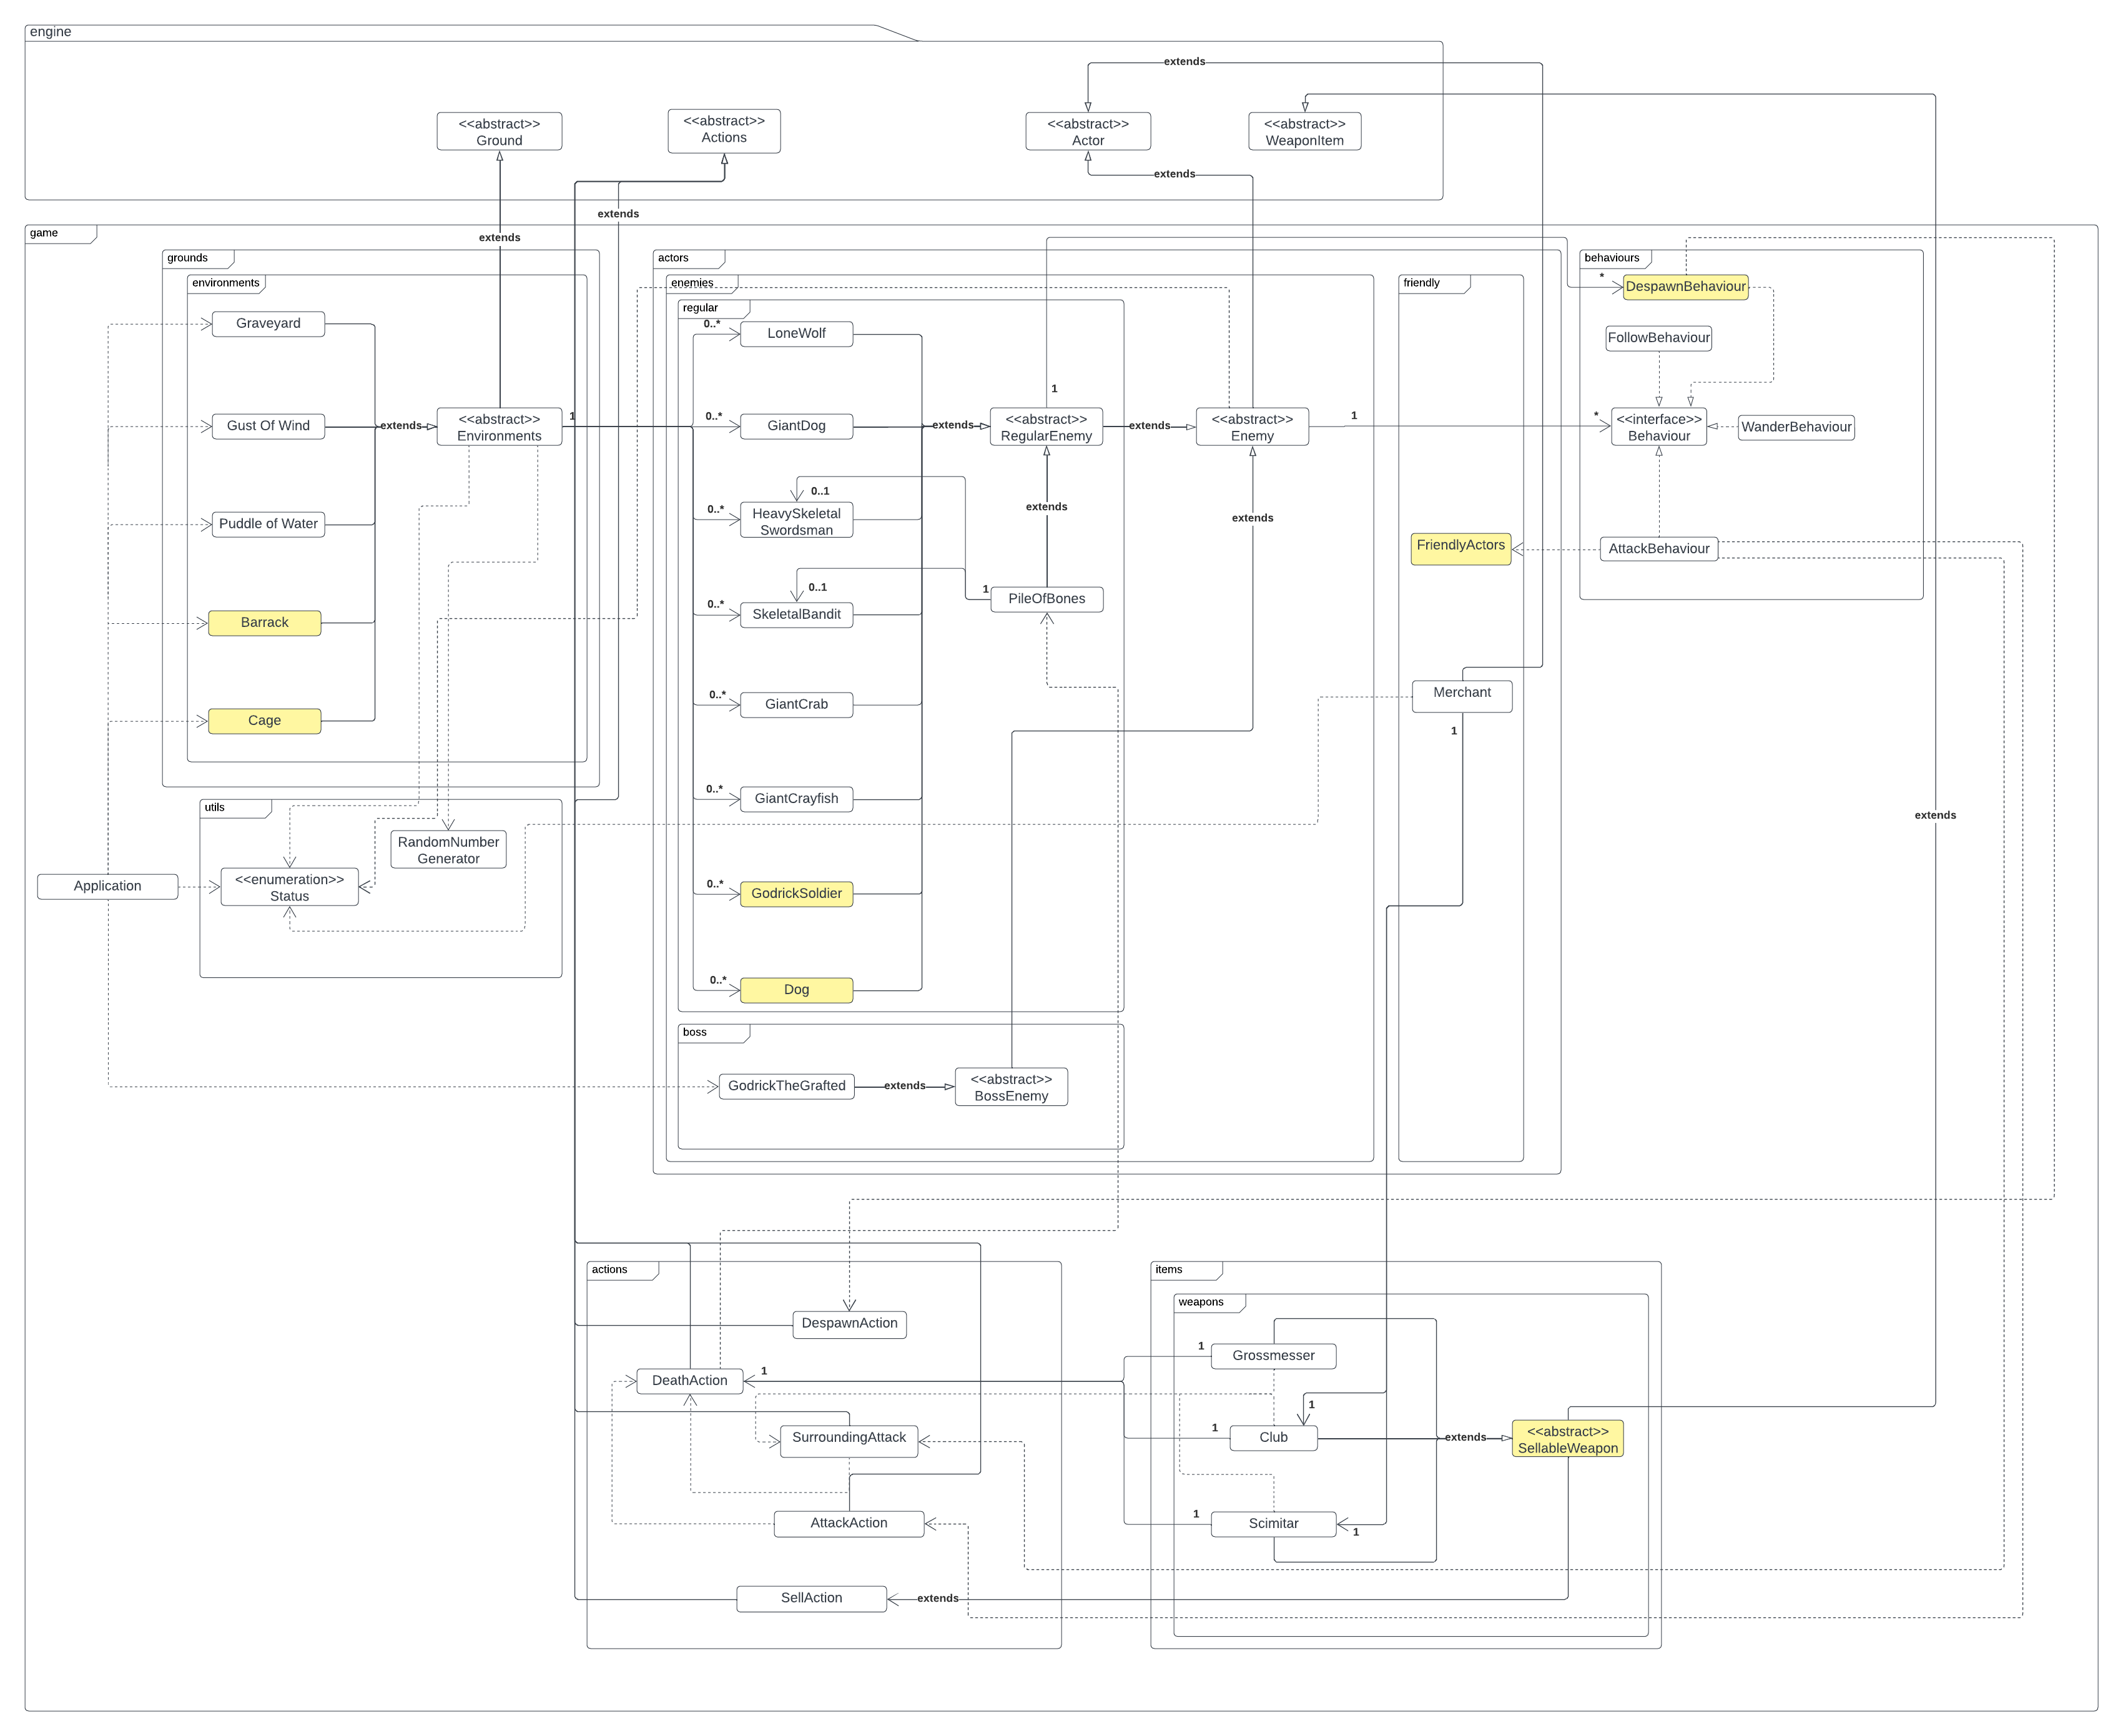 engine
extends
<<abstract>>
Ground
<<abstract>>
Actions
<<abstract>>
Actor
<<abstract>>
WeaponItem
extends
extends
extends
game
grounds
environments
Graveyard
Gust Of Wind
extends
<<abstract>>
Environments
1
Puddle of Water
Barrack
Cage
actors
enemies
regular
0..*
LoneWolf
0..*
GiantDog
0..*
HeavySkeletal
Swordsman
0..1
0..*
SkeletalBandit
0..1
0..*
GiantCrab
0..*
GiantCrayfish
0..*
GodrickSoldier
0..*
Dog
extends
1
<<abstract>>
RegularEnemy
extends
<<abstract>>
Enemy
1
extends
extends
1
PileOfBones
boss
GodrickTheGrafted
extends
<<abstract>>
BossEnemy
friendly
FriendlyActors
Merchant
1
behaviours
*
DespawnBehaviour
FollowBehaviour
*
<<interface>>
Behaviour
WanderBehaviour
AttackBehaviour
extends
utils
RandomNumber
Generator
<<enumeration>>
Status
Application
actions
DespawnAction
DeathAction
1
SurroundingAttack
AttackAction
SellAction
extends
items
weapons
1
Grossmesser
1
1
Club
extends
<<abstract>>
SellableWeapon
1
Scimitar
1